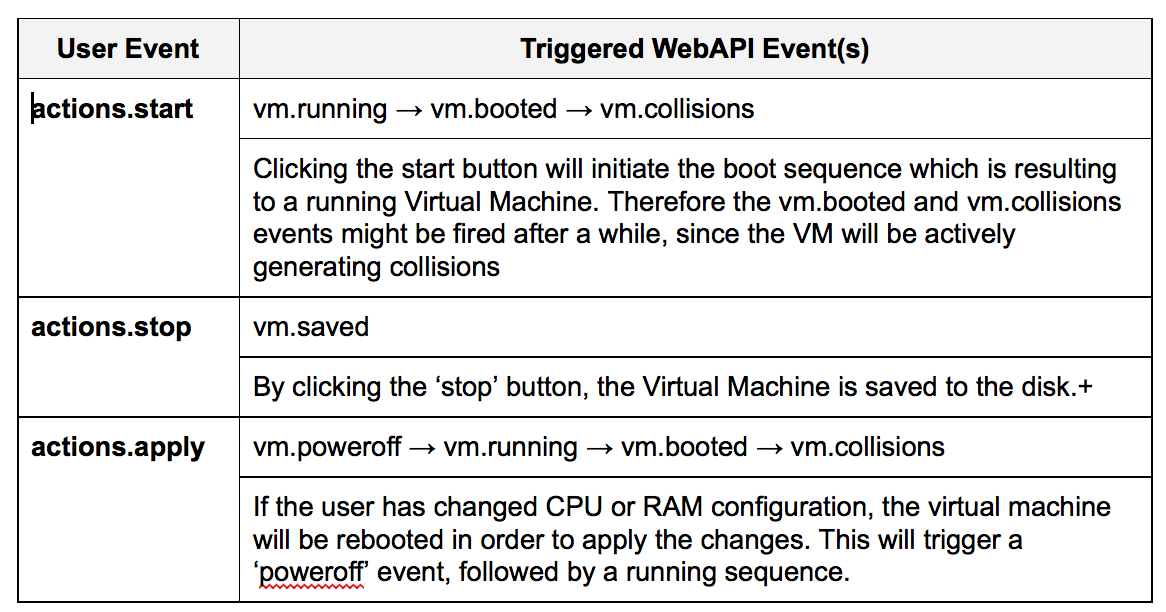 User Event
Triggered WebAPI Event(s)
actions.start
vm.running → vm.booted → vm.collisions
Clicking the start button will initiate the boot sequence which is resulting
to a running Virtual Machine. Therefore the vm.booted and vm.collisions
events might be fired after a while, since the VM will be actively
generating collisions
actions.stop
vm.saved
By clicking the ‘stop’ button, the Virtual Machine is saved to the disk.+
actions.apply
vm.poweroff → vm.running → vm.booted → vm.collisions
If the user has changed CPU or RAM configuration, the virtual machine
will be rebooted in order to apply the changes. This will trigger a
‘poweroff’ event, followed by a running sequence.